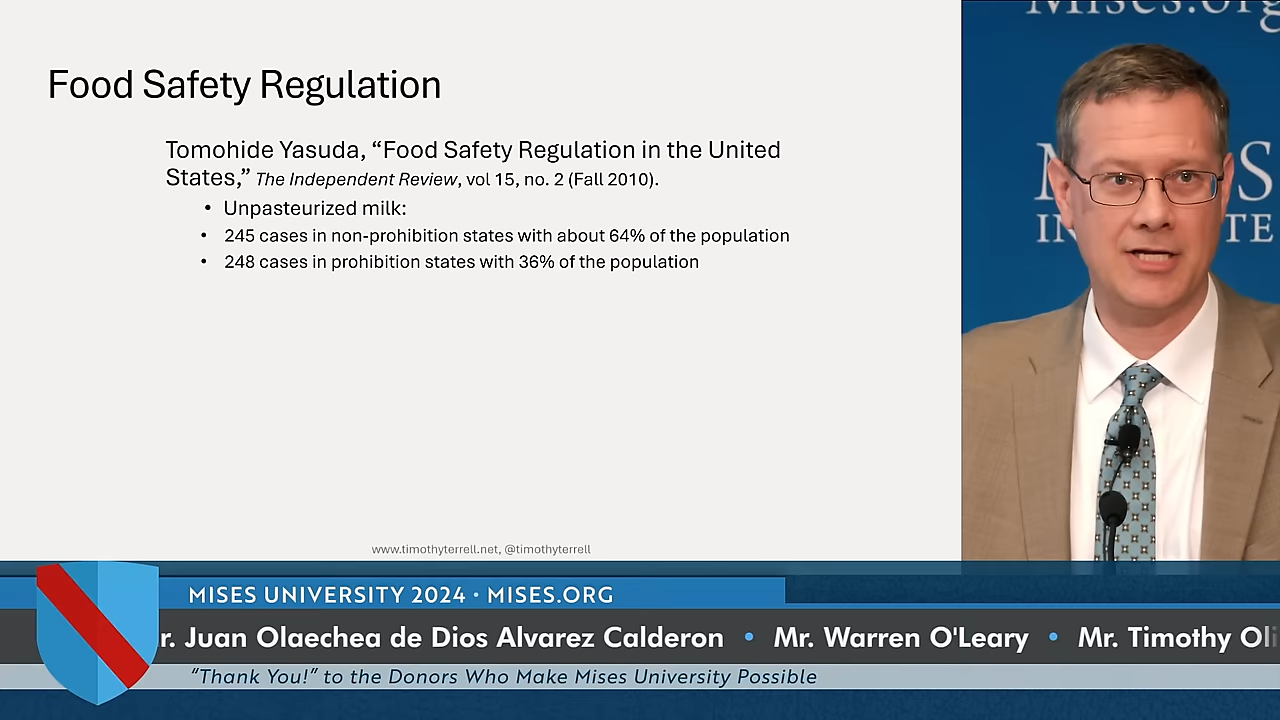 Food Safety Regulation
Tomohide Yasuda, “Food Safety Regulation in the United
States,” The Independent Review, vol 15, no. 2 (Fall 2010).
• Unpasteurized milk:
• 245 cases in non-prohibition states with about 64% of the population
• 248 cases in prohibition states with 36% of the population
www.timothyterrell.net, @timothyterrell
Mises.org
MISES UNIVERSITY 2024 • MISES.ORG
r. Juan Olaechea de Dios Alvarez Calderon • Mr. Warren O'Leary • Mr. Timothy Oli
“Thank You!” to the Donors Who Make Mises University Possible